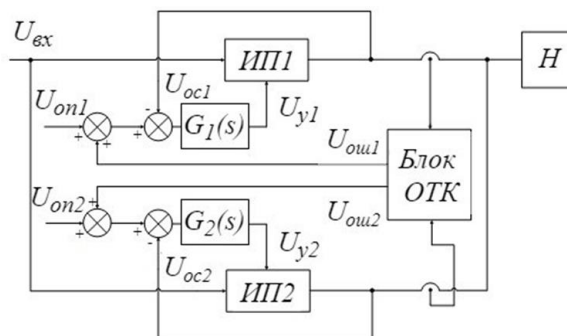 Uвх
ИП1
Н
Uос1
Uоп1
-
+
+
+
G1(s)
Uу1
Uош1
Блок
ОТК
Uош2
Uоп2
+
+
+
-
G2(s)
Uу2
Uос2
ИП2